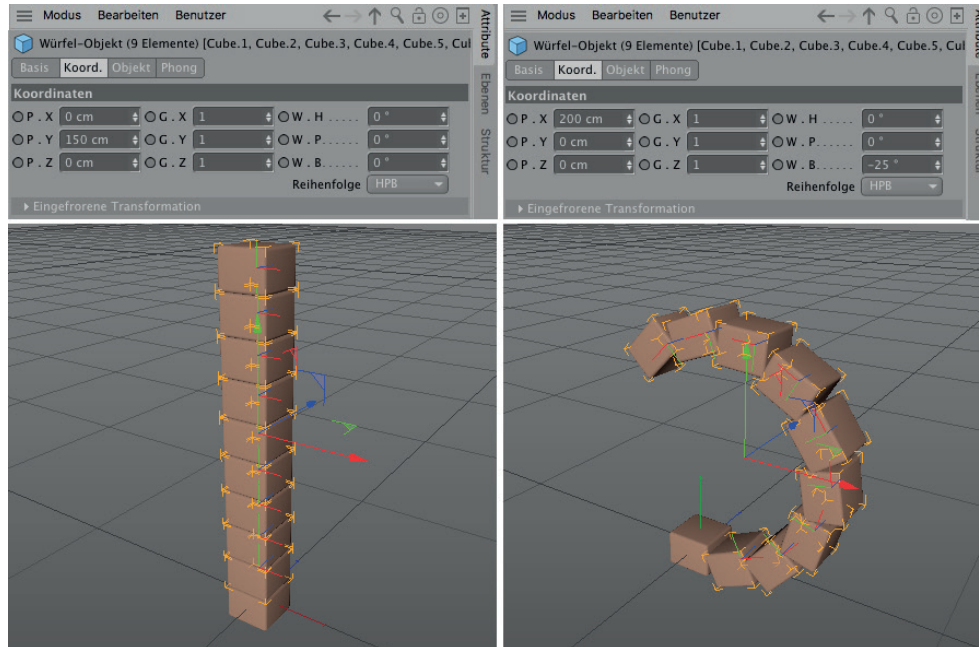 Modus Bearbeiten Benutzer
Würfel-Objekt (9 Elemente) [Cube.1, Cube.2, Cube.3, Cube.4, Cube.5, Cul
Basis Koord. Objekt Phong
Koordinaten
P . X 0 cm G . X 1 W . H ..... 0 °
P . Y 150 cm G . Y 1 W . P...... 0 °
P . Z 0 cm G . Z 1 W . B...... 0 °
Reihenfolge HPB
Eingefrorene Transformation
Attribute
Ebenen
Struktur
Modus Bearbeiten Benutzer
Würfel-Objekt (9 Elemente) [Cube.1, Cube.2, Cube.3, Cube.4, Cube.5, Cul
Basis Koord. Objekt Phong
Koordinaten
P . X 200 cm G . X 1 W . H ..... 0 °
P . Y 0 cm G . Y 1 W . P...... 0 °
P . Z 0 cm G . Z 1 W . B...... -25 °
Reihenfolge HPB
Eingefrorene Transformation